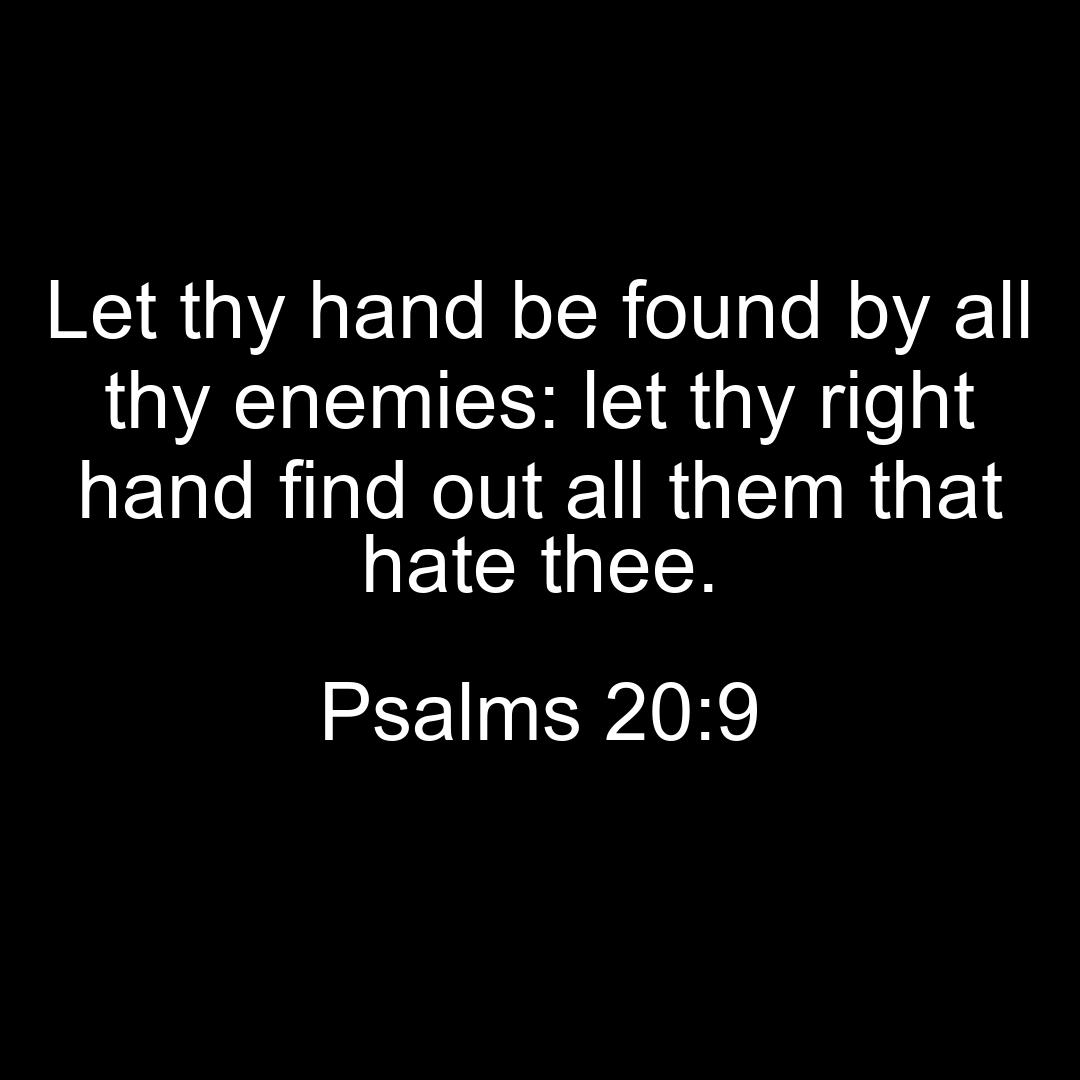 Let thy hand be found by all
thy enemies: let thy right
hand find out all them that
hate thee.
Psalms 20:9